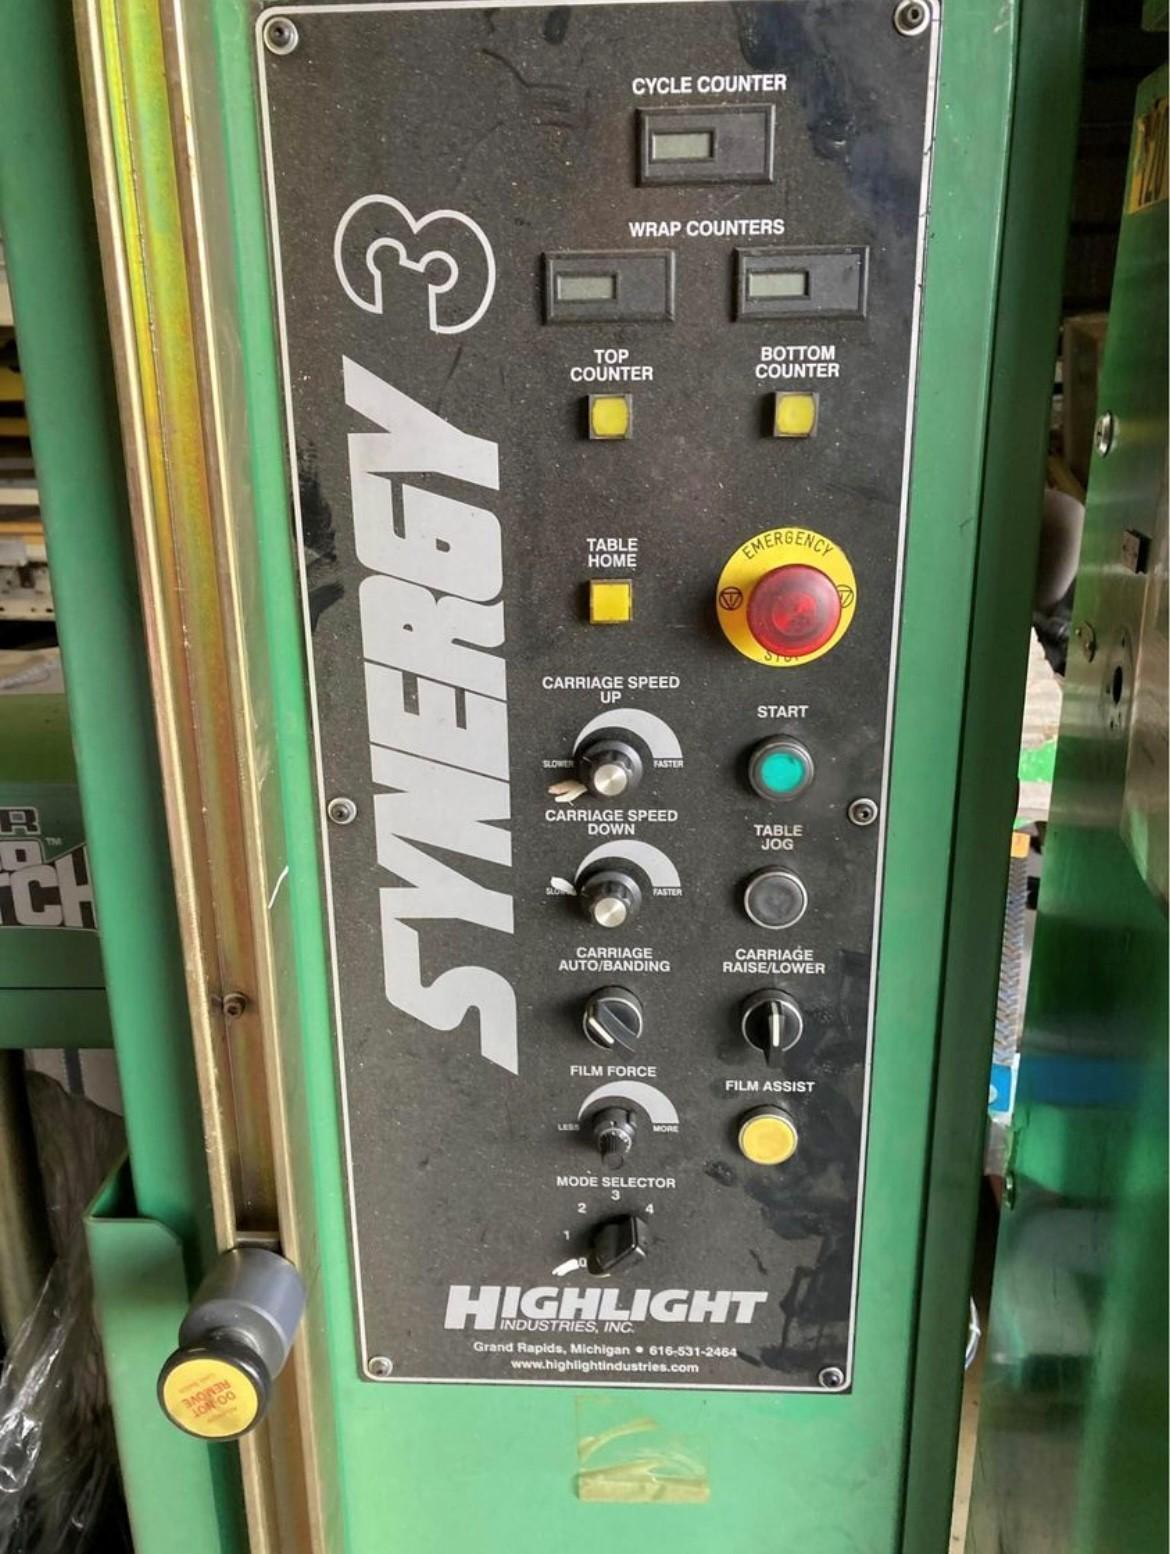 CYCLE COUNTER
WRAP COUNTERS
TOP
COUNTER
BOTTOM
COUNTER
SYNERGY 3
TABLE
HOME
EMERGENCY
STOP
CARRIAGE SPEED
UP
SLOWER
FASTER
START
CARRIAGE SPEED
DOWN
FASTER
TABLE
JOG
CARRIAGE
AUTO/BANDING
CARRIAGE
RAISE/LOWER
FILM FORCE
LESS
MORE
FILM ASSIST
MODE SELECTOR
0
1
2
3
4
HIGHLIGHT
INDUSTRIES, INC.
Grand Rapids, Michigan • 616-531-2464
www.highlightindustries.com
DO NOT
REMOVE
TCH
TM